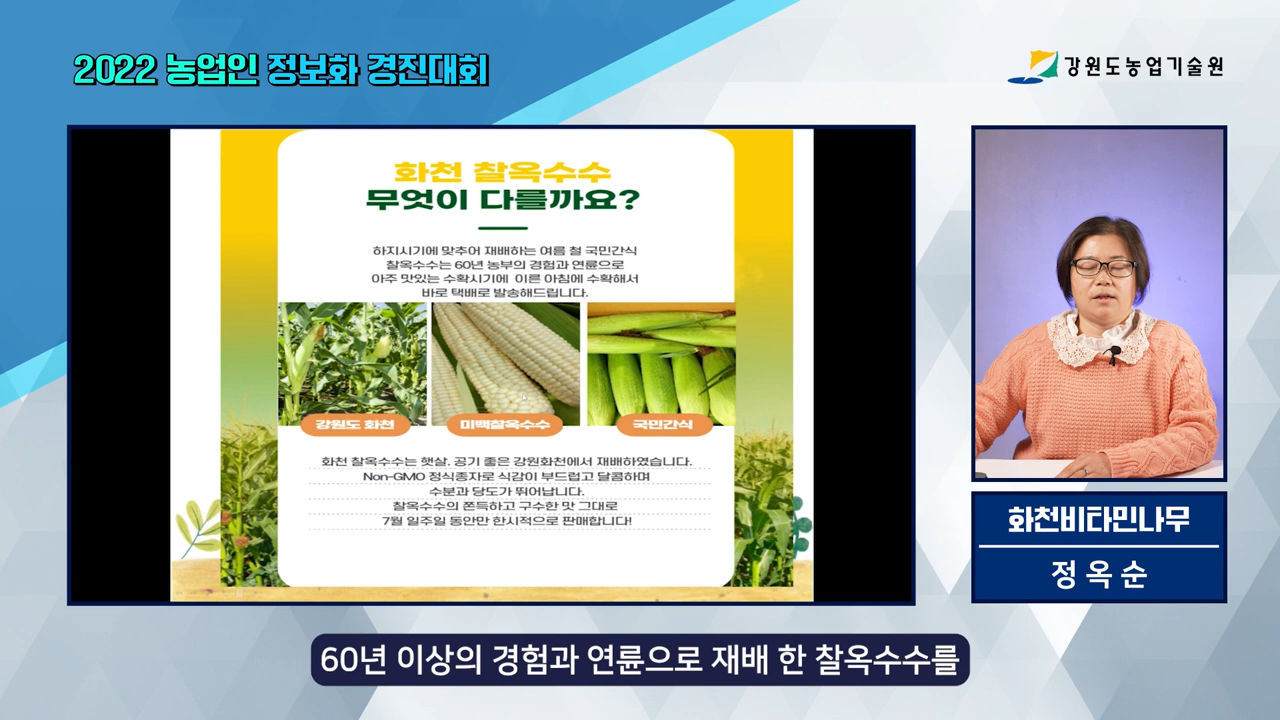 2022 농업인 정보화 경진대회
강원도농업기술원
화천 찰옥수수
무엇이 다를까요?
하지시기에 맞추어 재배하는 여름 철 국민간식
찰옥수수는 60년 농부의 경험과 연륜으로
아주 맛있는 수확시기에 이른 아침에 수확해서
바로 택배로 발송해드립니다.
강원도 화천
미백찰옥수수
국민간식
화천 찰옥수수는 햇살. 공기 좋은 강원화천에서 재배하였습니다.
Non-GMO 정식종자로 식감이 부드럽고 달콤하며
수분과 당도가 뛰어납니다.
찰옥수수의 쫀득하고 구수한 맛 그대로
7월 일주일 동안만 한시적으로 판매합니다!
화천비타민나무
정옥순
60년 이상의 경험과 연륜으로 재배 한 찰옥수수를